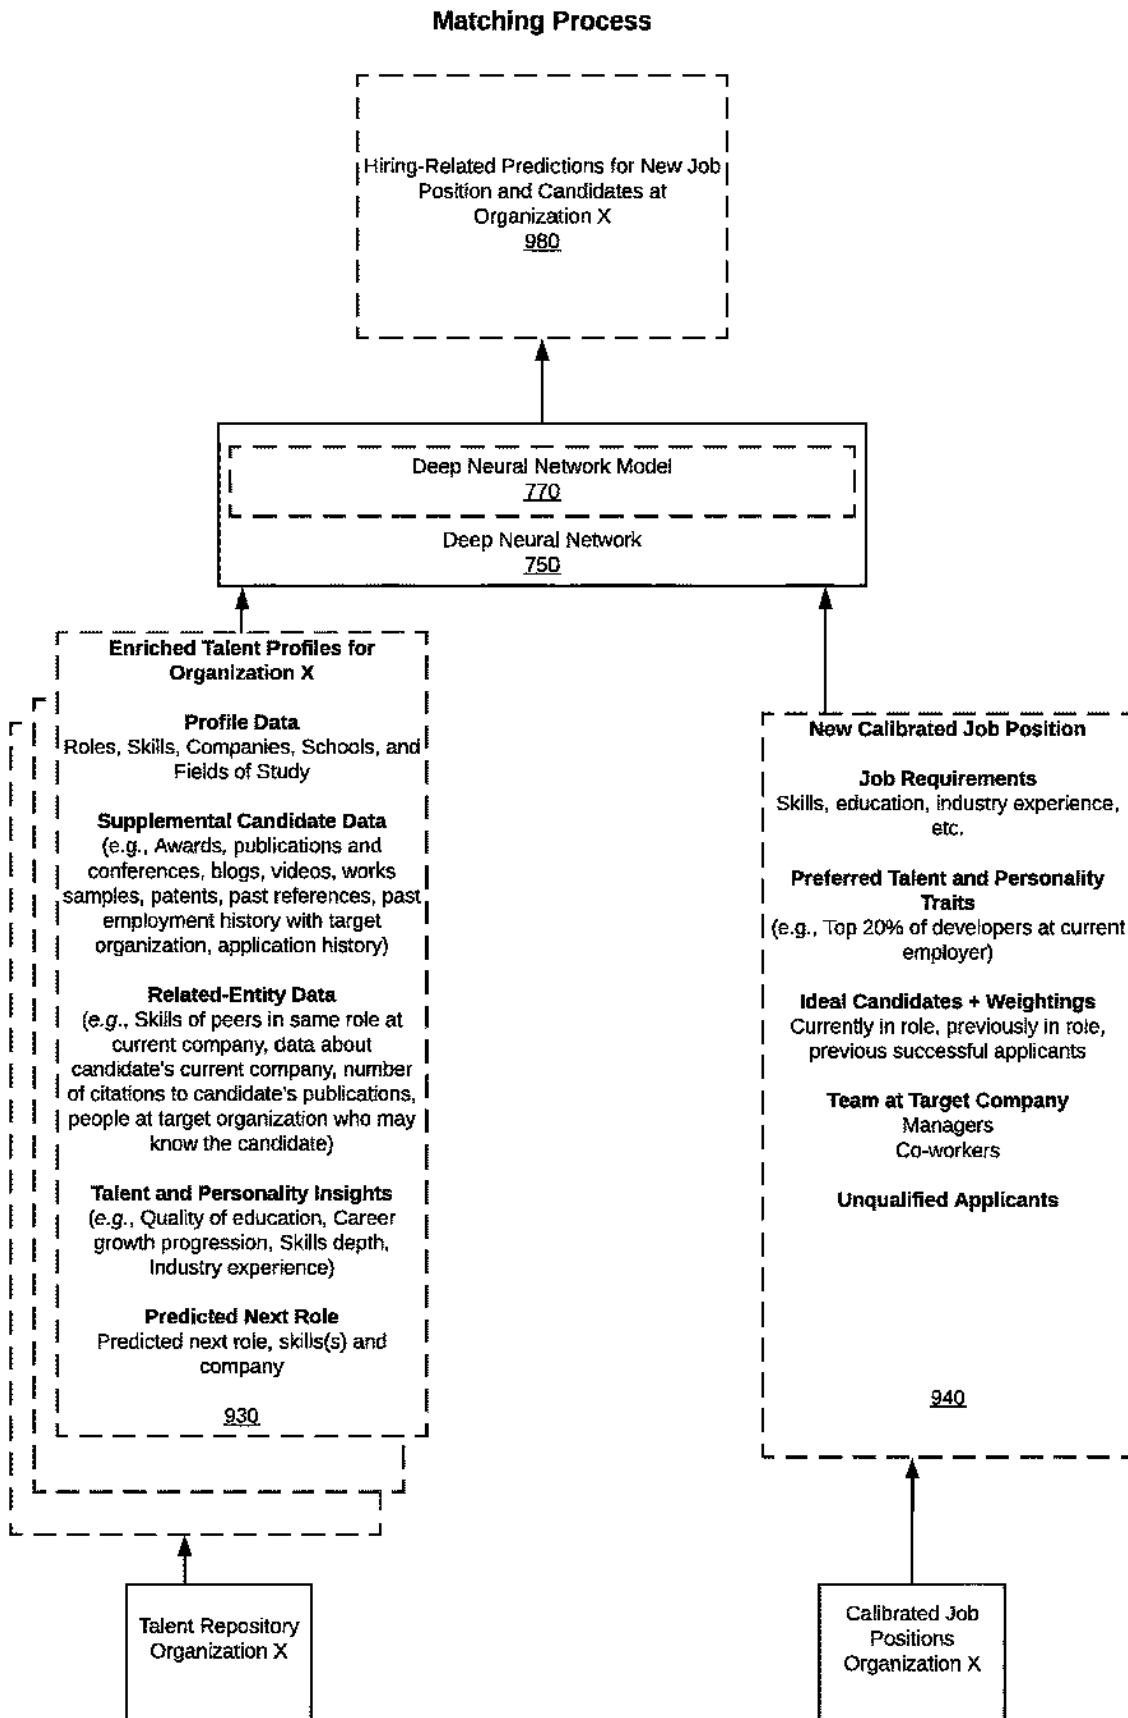 Matching Process
Hiring-Related Predictions for New Job
Position and Candidates at
Organization X
980
Deep Neural Network Model
770
Deep Neural Network
750
Enriched Talent Profiles for
Organization X
Profile Data
Roles, Skills, Companies, Schools, and
Fields of Study
Supplemental Candidate Data
(e.g., Awards, publications and
conferences, blogs, videos, works
samples, patents, past references, past
employment history with target
organization, application history)
Related-Entity Data
(e.g., Skills of peers in same role at
current company, data about
candidate's current company, number
of citations to candidate's publications,
people at target organization who may
know the candidate)
Talent and Personality Insights
(e.g., Quality of education, Career
growth progression, Skills depth,
Industry experience)
Predicted Next Role
Predicted next role, skills(s) and
company
930
New Calibrated Job Position
Job Requirements
Skills, education, industry experience,
etc.
Preferred Talent and Personality
Traits
(e.g., Top 20% of developers at current
employer)
Ideal Candidates + Weightings
Currently in role, previously in role,
previous successful applicants
Team at Target Company
Managers
Co-workers
Unqualified Applicants
940
Talent Repository
Organization X
Calibrated Job
Positions
Organization X